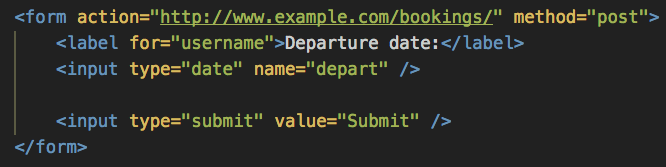 <form action="http://www.example.com/bookings/" method="post">
<label for="username">Departure date:</label>
<input type="date" name="depart" />
<input type="submit" value="Submit" />
</form>